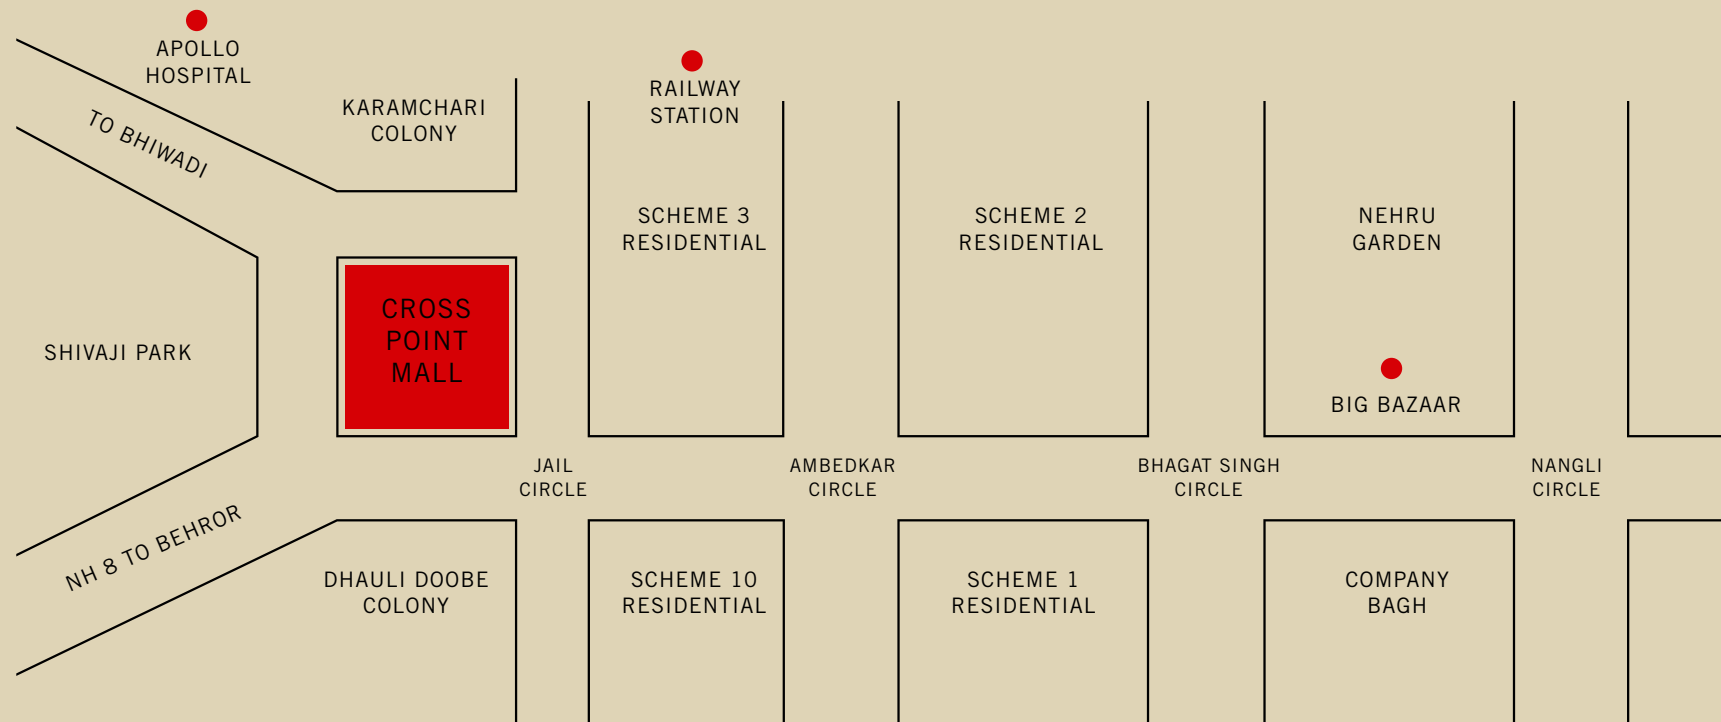 APOLLO
HOSPITAL
TO BHIWADI
KARAMCHARI
COLONY
RAILWAY
STATION
SCHEME 3
RESIDENTIAL
SCHEME 2
RESIDENTIAL
NEHRU
GARDEN
SHIVAJI PARK
CROSS
POINT
MALL
BIG BAZAAR
JAIL
CIRCLE
AMBEDKAR
CIRCLE
BHAGAT SINGH
CIRCLE
NANGLI
CIRCLE
NH 8 TO BEHROR
DHAULI DOOBE
COLONY
SCHEME 10
RESIDENTIAL
SCHEME 1
RESIDENTIAL
COMPANY
BAGH